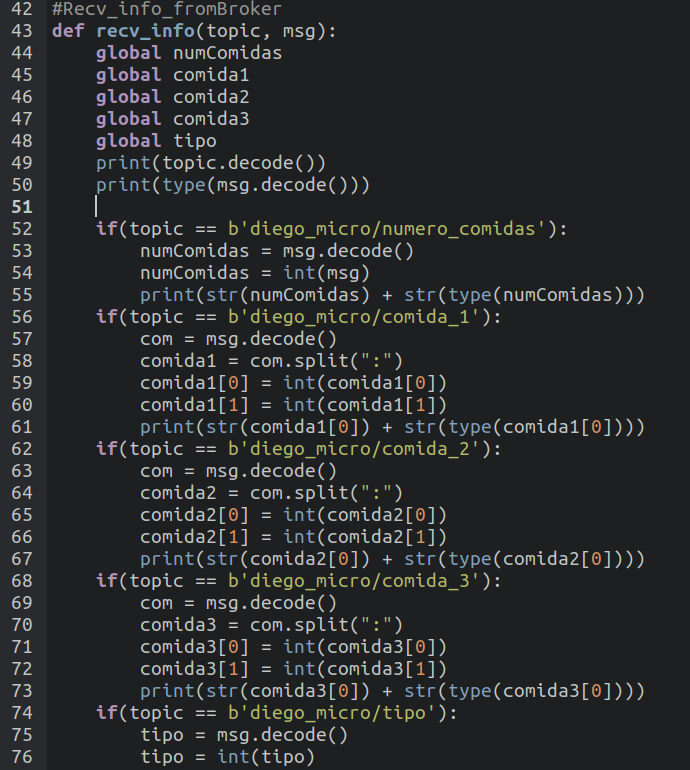 42 #Recv_info_fromBroker
43 def recv_info(topic, msg):
44     global numComidas
45     global comida1
46     global comida2
47     global comida3
48     global tipo
49     print(topic.decode())
50     print(type(msg.decode()))
51
52     if(topic == b'diego_micro/numero_comidas'):
53         numComidas = msg.decode()
54         numComidas = int(msg)
55         print(str(numComidas) + str(type(numComidas)))
56     if(topic == b'diego_micro/comida_1'):
57         com = msg.decode()
58         comida1 = com.split(":")
59         comida1[0] = int(comida1[0])
60         comida1[1] = int(comida1[1])
61         print(str(comida1[0]) + str(type(comida1[0])))
62     if(topic == b'diego_micro/comida_2'):
63         com = msg.decode()
64         comida2 = com.split(":")
65         comida2[0] = int(comida2[0])
66         comida2[1] = int(comida2[1])
67         print(str(comida2[0]) + str(type(comida2[0])))
68     if(topic == b'diego_micro/comida_3'):
69         com = msg.decode()
70         comida3 = com.split(":")
71         comida3[0] = int(comida3[0])
72         comida3[1] = int(comida3[1])
73         print(str(comida3[0]) + str(type(comida3[0])))
74     if(topic == b'diego_micro/tipo'):
75         tipo = msg.decode()
76         tipo = int(tipo)